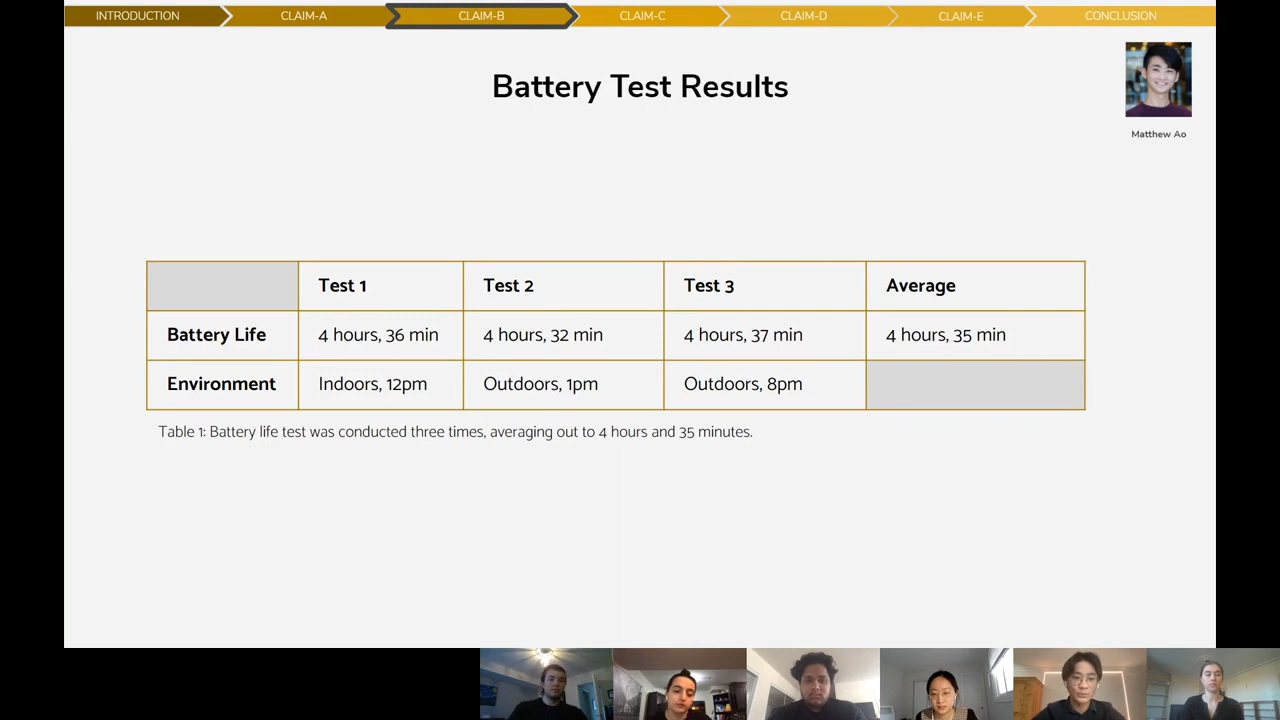 INTRODUCTION CLAIM-A CLAIM-B CLAIM-C CLAIM-D CLAIM-E CONCLUSION
Battery Test Results
Matthew Ao
Test 1 Test 2 Test 3 Average
Battery Life 4 hours, 36 min 4 hours, 32 min 4 hours, 37 min 4 hours, 35 min
Environment Indoors, 12pm Outdoors, 1pm Outdoors, 8pm
Table 1: Battery life test was conducted three times, averaging out to 4 hours and 35 minutes.